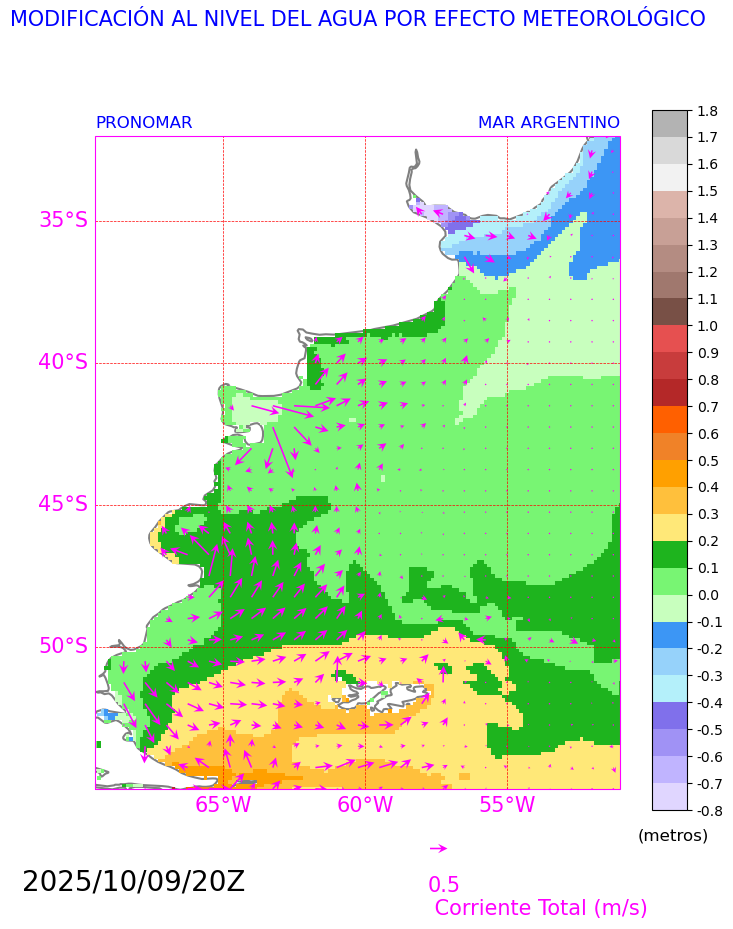 MODIFICACIÓN AL NIVEL DEL AGUA POR EFECTO METEOROLÓGICO
PRONOMAR
MAR ARGENTINO
35°S
40°S
45°S
50°S
65°W
60°W
55°W
1.8
1.7
1.6
1.5
1.4
1.3
1.2
1.1
1.0
0.9
0.8
0.7
0.6
0.5
0.4
0.3
0.2
0.1
0.0
-0.1
-0.2
-0.3
-0.4
-0.5
-0.6
-0.7
-0.8
(metros)
2025/10/09/20Z
0.5
Corriente Total (m/s)